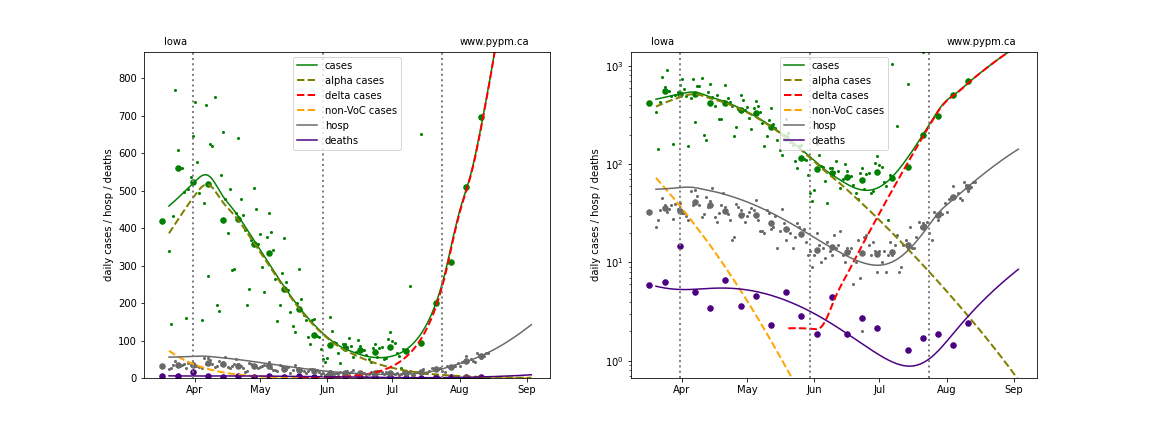 Iowa
www.pypm.ca
daily cases / hosp / deaths
800
700
600
500
400
300
200
100
0
cases
alpha cases
delta cases
non-VoC cases
hosp
deaths
Apr
May
Jun
Jul
Aug
Sep
Iowa
www.pypm.ca
daily cases / hosp / deaths
10³
10²
10¹
10⁰
cases
alpha cases
delta cases
non-VoC cases
hosp
deaths
Apr
May
Jun
Jul
Aug
Sep